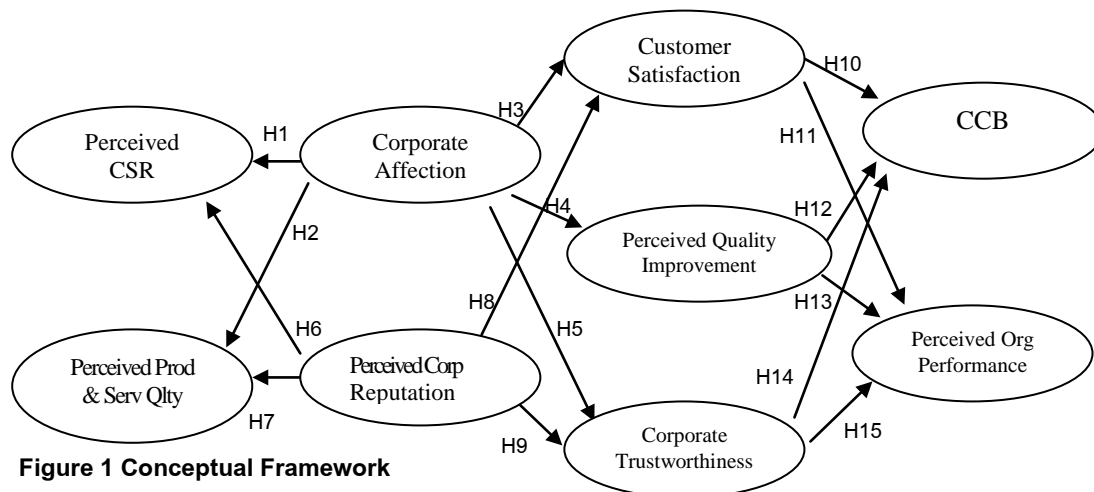 Customer
Satisfaction
H10
CCB
H3
H11
H1
Perceived
CSR
Corporate
Affection
H4
H12
H2
Perceived Quality
Improvement
H8
H13
H6
H5
Perceived Prod
& Serv Qlty
Perceived Corp
Reputation
Perceived Org
Performance
H14
H7
H9
H15
Corporate
Trustworthiness
Figure 1 Conceptual Framework